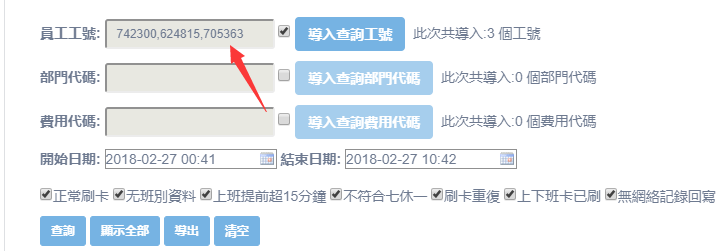 員工工號: 742300,624815,705363 導入查詢工號 此次共導入:3 個工號
部門代碼: 導入查詢部門代碼 此次共導入:0 個部門代碼
費用代碼: 導入查詢費用代碼 此次共導入:0 個費用代碼
開始日期: 2018-02-27 00:41 結束日期: 2018-02-27 10:42
正常刷卡 无班別資料 上班提前超15分鐘 不符合七休一 刷卡重復 上下班卡已刷 無網絡記錄回寫
查詢 顯示全部 導出 清空